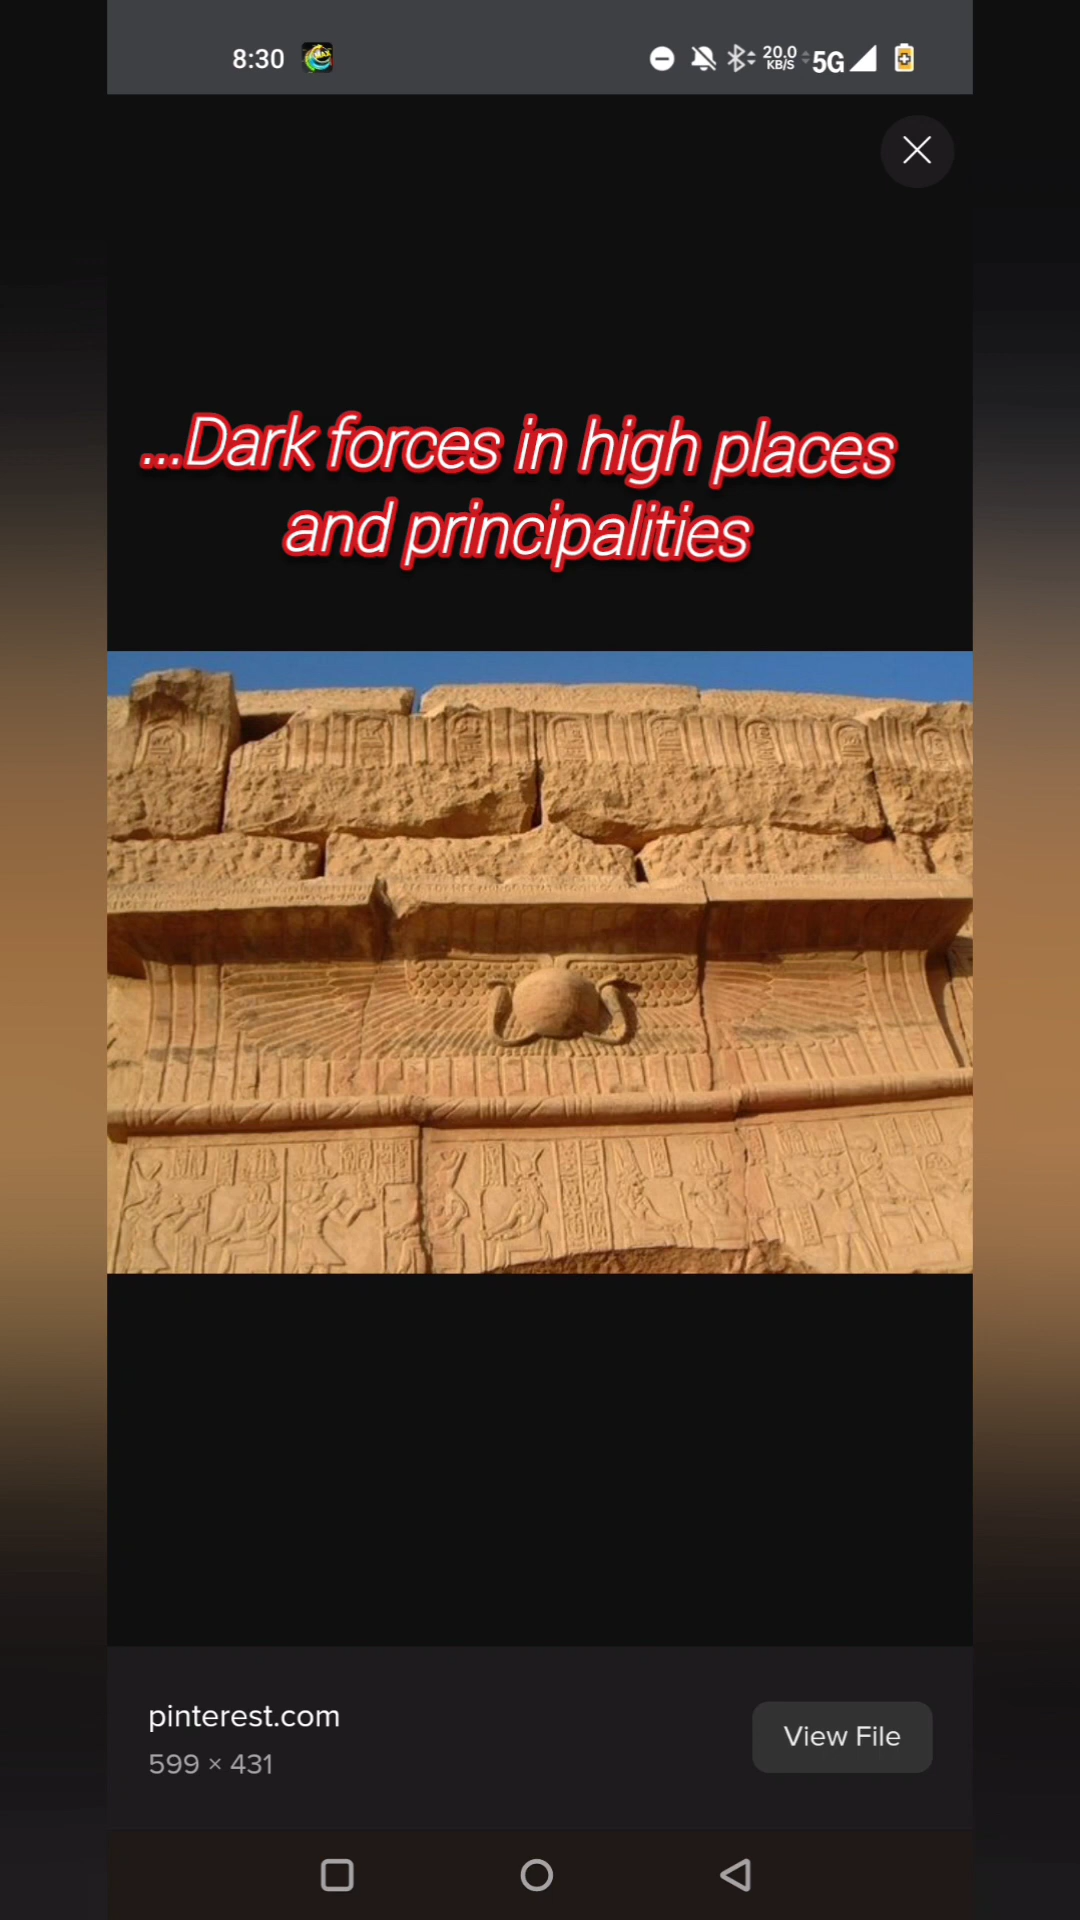 8:30
20.0
KB/S
5G
...Dark forces in high places
and principalities
pinterest.com
599 × 431
View File